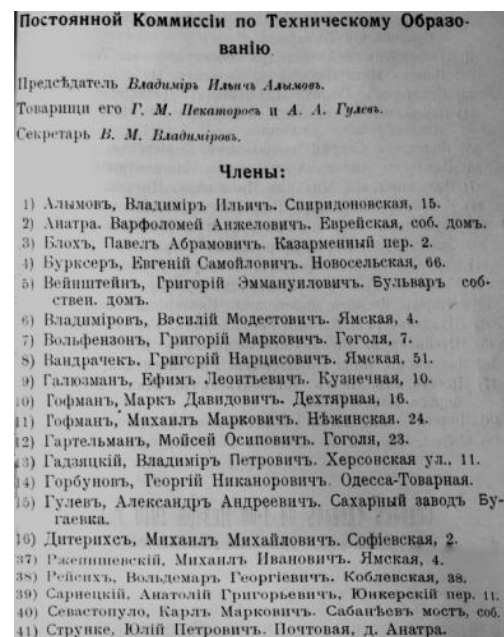 Постоянной Коммиссіи по Техническому Образо-
ванію
Предсѣдатель Владиміръ Ильичъ Алымовъ.
Товарищи его Г. М. Пекаторосъ и А. А. Гулевъ.
Секретарь В. М. Владиміровъ.
Члены:
1) Алымовъ, Владиміръ Ильичъ. Спиридоновская, 15.
2) Анатра. Варфоломей Анжеловичъ. Еврейская, соб. домъ.
3) Блохъ, Павелъ Абрамовичъ. Казарменный пер. 2.
4) Бурксеръ, Евгеній Самойловичъ. Новосельская, 66.
5) Вейнштейнъ, Григорій Эммануиловичъ. Бульваръ соб-
ствен. домъ.
6) Владиміровъ, Василій Модестовичъ. Ямская, 4.
7) Вольфензонъ, Григорій Марковичъ. Гоголя, 7.
8) Вандрачекъ, Григорій Нарцисовичъ. Ямская, 51.
9) Галюзманъ, Ефимъ Леонтьевичъ. Кузнечная, 10.
10) Гофманъ, Маркъ Давидовичъ. Дехтярная, 16.
11) Гофманъ, Михаилъ Марковичъ. Нѣжинская. 24.
12) Гартельманъ, Мойсей Осиповичъ. Гоголя, 23.
13) Гадзяцкій, Владиміръ Петровичъ. Херсонская ул., 11.
14) Горбуновъ, Георгій Никаноровичъ. Одесса-Товарная.
15) Гулевъ, Александръ Андреевичъ. Сахарный заводъ Бу-
гаевка.
16) Дитерихсъ, Михаилъ Михайловичъ. Софіевская, 2.
37) Ржепишевскій, Михаилъ Ивановичъ. Ямская, 4.
38) Рейсихъ, Вольдемаръ Георгіевичъ. Коблевская, 38.
39) Сарнецкій, Анатолій Григорьевичъ, Юнкерскій пер. 11.
40) Севастопуло, Карлъ Марковичъ. Сабанѣевъ мостъ, соб.
41) Струнке, Юлій Петровичъ. Почтовая, д. Анатра.